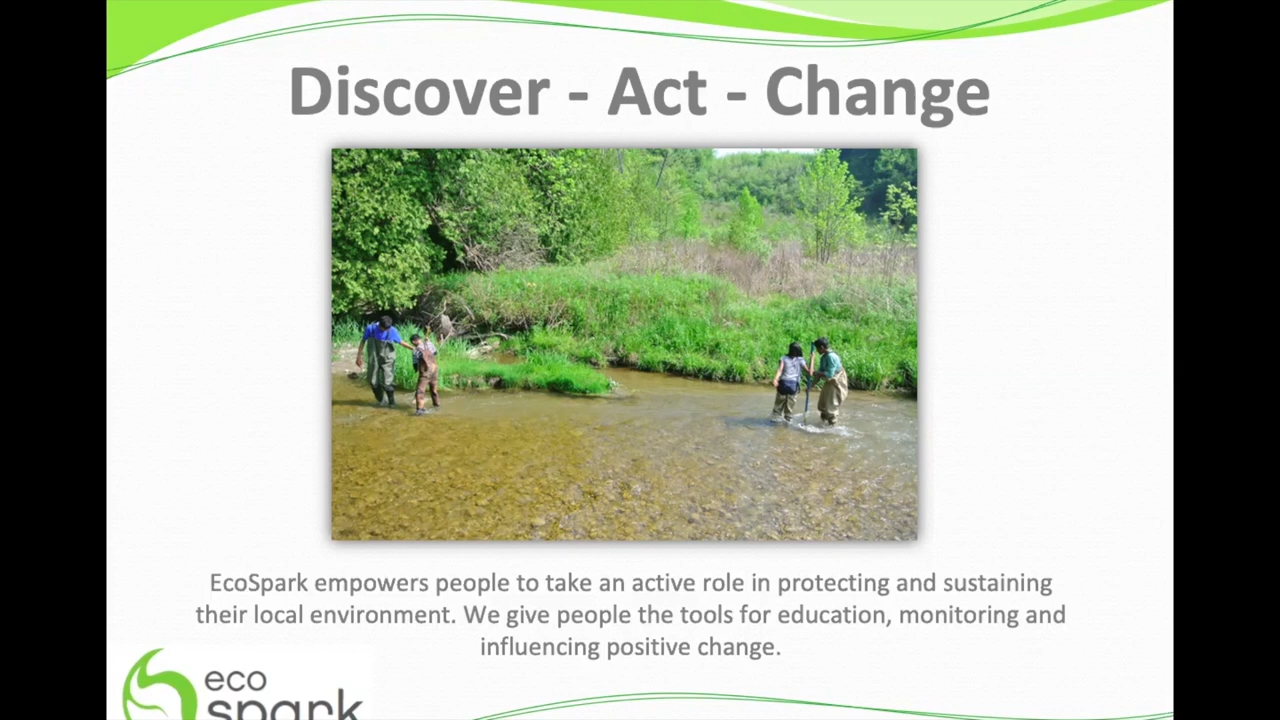 Discover - Act - Change
EcoSpark empowers people to take an active role in protecting and sustaining
their local environment. We give people the tools for education, monitoring and
influencing positive change.
eco
spark